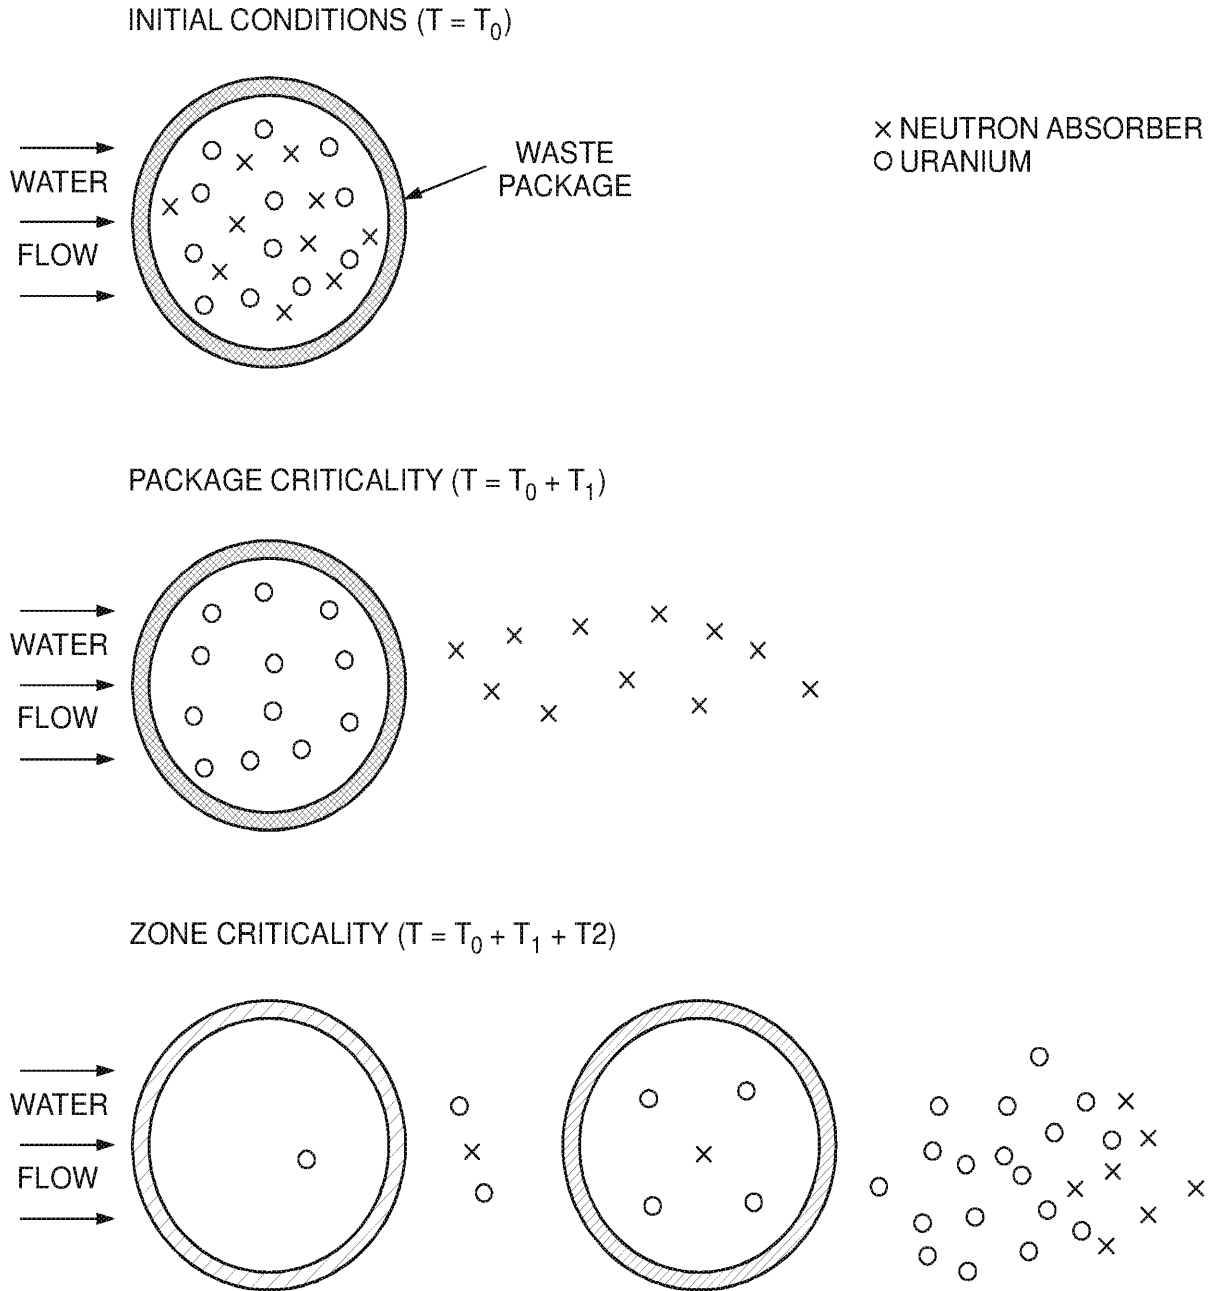 INITIAL CONDITIONS (T = T₀)
× NEUTRON ABSORBER
○ URANIUM
WASTE
PACKAGE
WATER
FLOW
PACKAGE CRITICALITY (T = T₀ + T₁)
WATER
FLOW
ZONE CRITICALITY (T = T₀ + T₁ + T2)
WATER
FLOW